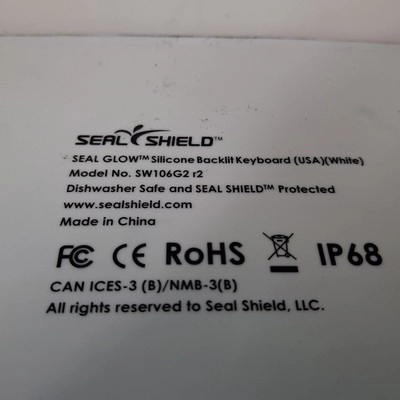 SEAL SHIELD™
SEAL GLOW™ Silicone Backlit Keyboard (USA)(White)
Model No. SW106G2 r2
Dishwasher Safe and SEAL SHIELD™ Protected
www.sealshield.com
Made in China
FC CE RoHS IP68
CAN ICES-3 (B)/NMB-3(B)
All rights reserved to Seal Shield, LLC.